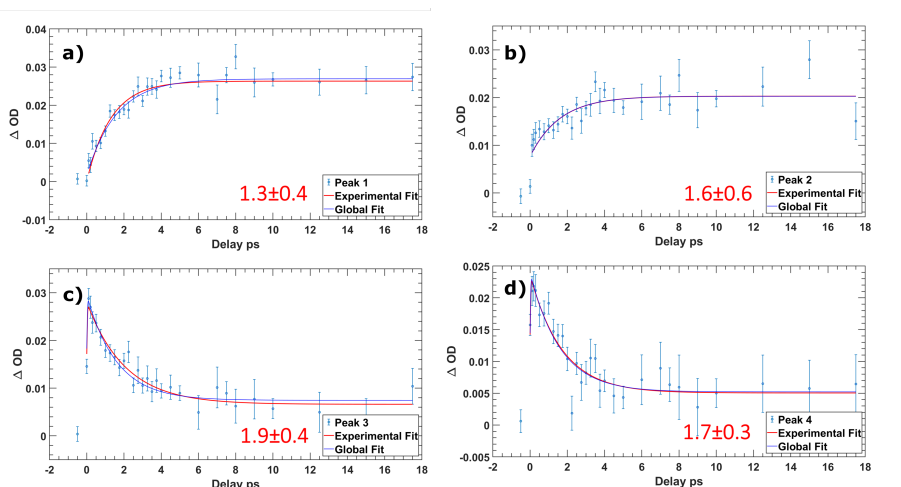 a)
0.04
0.03
0.02
0.01
0
-0.01
Δ OD
-2 0 2 4 6 8 10 12 14 16 18
Delay ps
1.3±0.4
Peak 1
Experimental Fit
Global Fit
b)
0.03
0.02
0.01
0
Δ OD
-2 0 2 4 6 8 10 12 14 16 18
Delay ps
1.6±0.6
Peak 2
Experimental Fit
Global Fit
c)
0.03
0.02
0.01
0
Δ OD
-2 0 2 4 6 8 10 12 14 16 18
Delay ps
1.9±0.4
Peak 3
Experimental Fit
Global Fit
d)
0.025
0.02
0.015
0.01
0.005
0
-0.005
Δ OD
-2 0 2 4 6 8 10 12 14 16 18
Delay ps
1.7±0.3
Peak 4
Experimental Fit
Global Fit